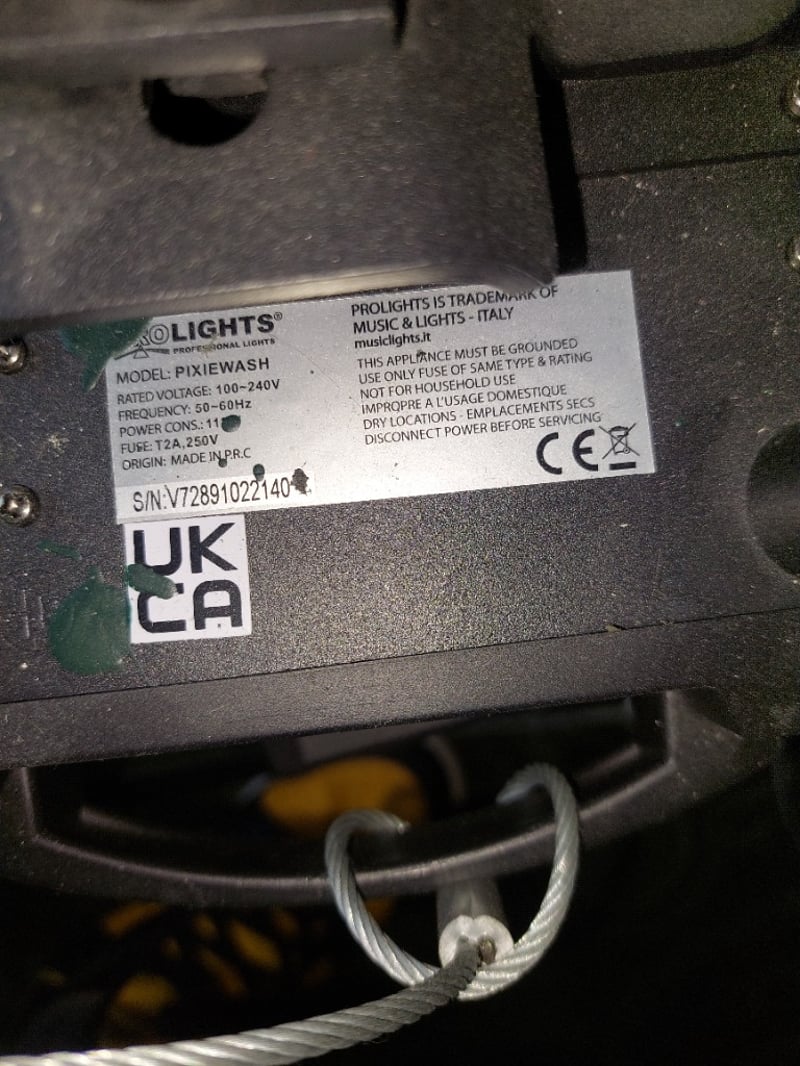 LIGHTS®
PROFESSIONAL LIGHTS
MODEL: PIXIEWASH
RATED VOLTAGE: 100~240V
FREQUENCY: 50~60Hz
POWER CONS.:
FUSE: T2A,250V
ORIGIN: MADE IN P.R.C
S/N:V72891022140
PROLIGHTS IS TRADEMARK OF
MUSIC & LIGHTS - ITALY
musiclights.it
THIS APPLIANCE MUST BE GROUNDED
USE ONLY FUSE OF SAME TYPE & RATING
NOT FOR HOUSEHOLD USE
IMPROPRE A L'USAGE DOMESTIQUE
DRY LOCATIONS - EMPLACEMENTS SECS
DISCONNECT POWER BEFORE SERVICING
CE
UK
CA